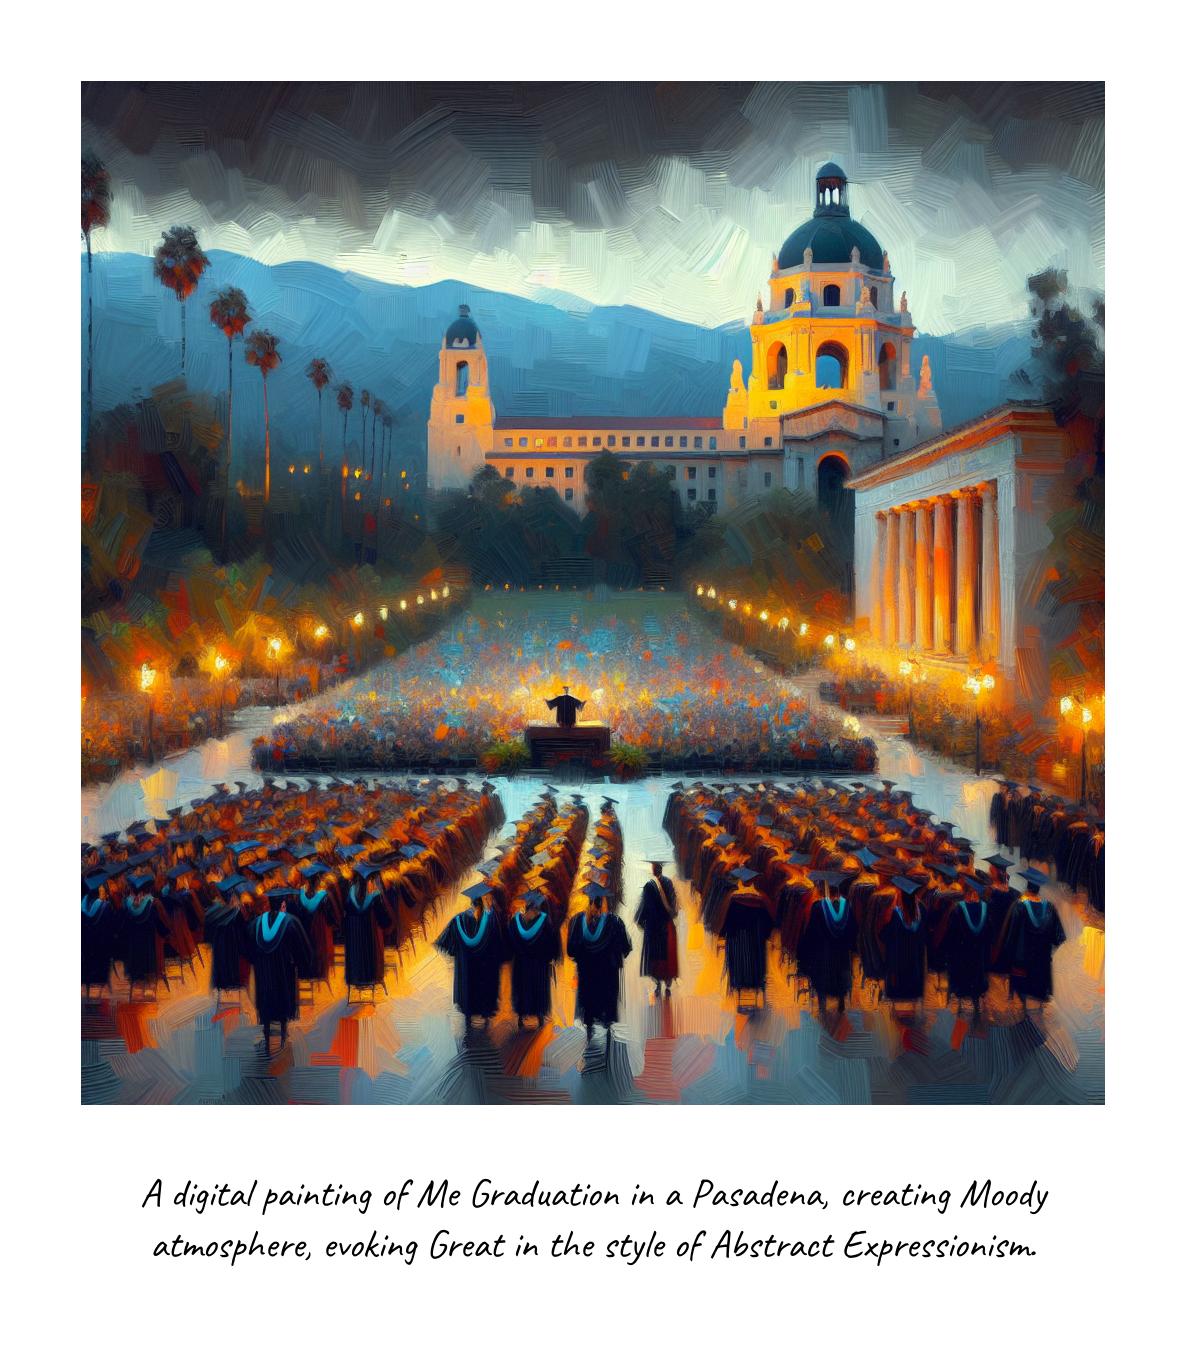 A digital painting of Me Graduation in a Pasadena, creating Moody
atmosphere, evoking Great in the style of Abstract Expressionism.